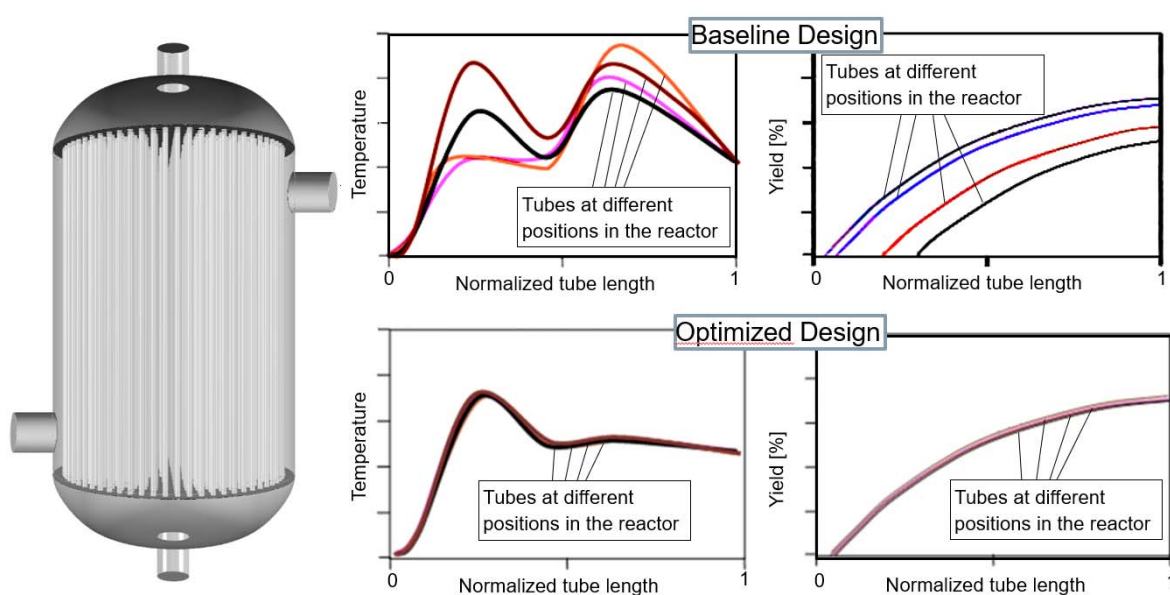 Baseline Design
Temperature
Tubes at different
positions in the reactor
0
1
Normalized tube length
Yield [%]
Tubes at different
positions in the reactor
0
1
Normalized tube length
Optimized Design
Temperature
Tubes at different
positions in the reactor
0
1
Normalized tube length
Yield [%]
Tubes at different
positions in the reactor
0
1
Normalized tube length